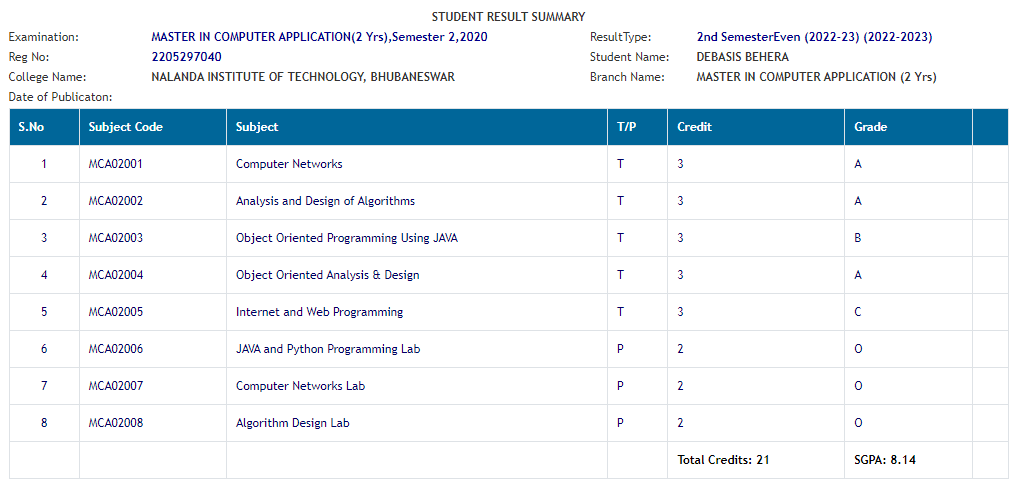 STUDENT RESULT SUMMARY
Examination: MASTER IN COMPUTER APPLICATION(2 Yrs),Semester 2,2020 ResultType: 2nd SemesterEven (2022-23) (2022-2023)
Reg No: 2205297040 Student Name: DEBASIS BEHERA
College Name: NALANDA INSTITUTE OF TECHNOLOGY, BHUBANESWAR Branch Name: MASTER IN COMPUTER APPLICATION (2 Yrs)
Date of Publicaton:
S.No Subject Code Subject T/P Credit Grade
1 MCA02001 Computer Networks T 3 A
2 MCA02002 Analysis and Design of Algorithms T 3 A
3 MCA02003 Object Oriented Programming Using JAVA T 3 B
4 MCA02004 Object Oriented Analysis & Design T 3 A
5 MCA02005 Internet and Web Programming T 3 C
6 MCA02006 JAVA and Python Programming Lab P 2 O
7 MCA02007 Computer Networks Lab P 2 O
8 MCA02008 Algorithm Design Lab P 2 O
Total Credits: 21 SGPA: 8.14